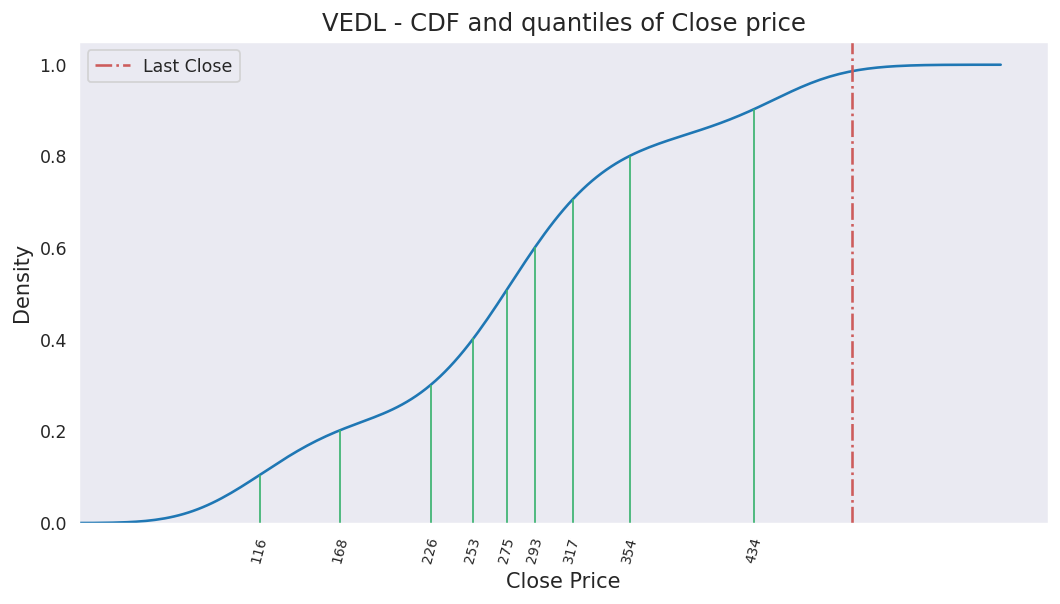 VEDL - CDF and quantiles of Close price
Last Close
Density
1.0
0.8
0.6
0.4
0.2
0.0
116 168 226 253 275 293 317 354 434
Close Price